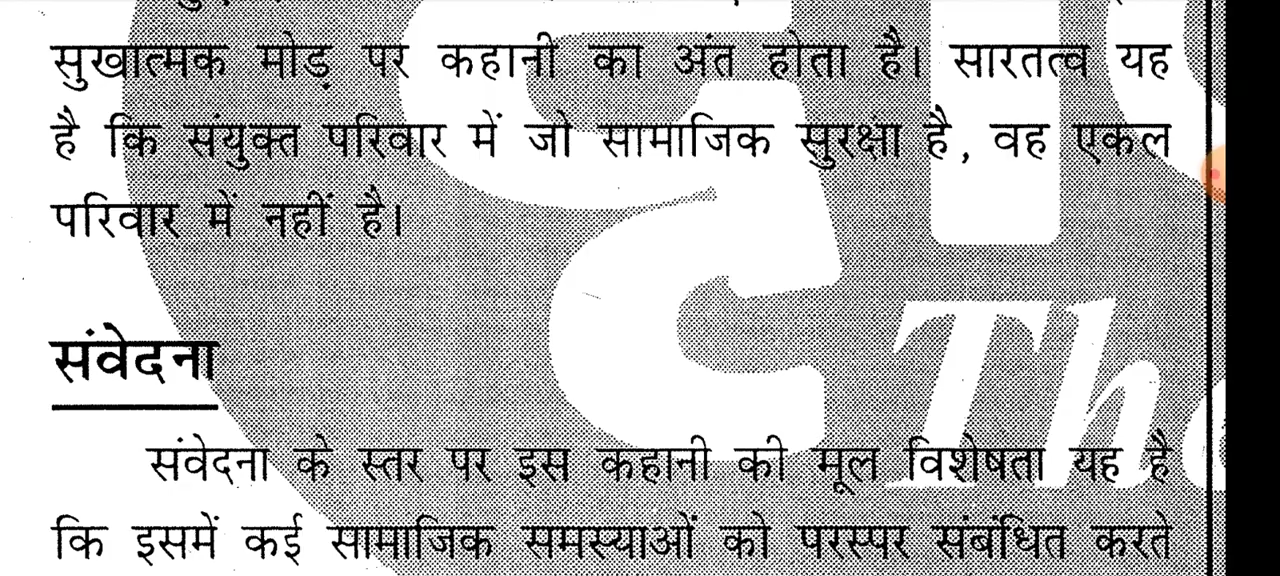 सुखात्मक मोड़ पर कहानी का अंत होता है। सारतत्व यह
है कि संयुक्त परिवार में जो सामाजिक सुरक्षा है, वह एकल
परिवार में नहीं है।
संवेदना
संवेदना के स्तर पर इस कहानी की मूल विशेषता यह है
कि इसमें कई सामाजिक समस्याओं को परस्पर संबंधित करते